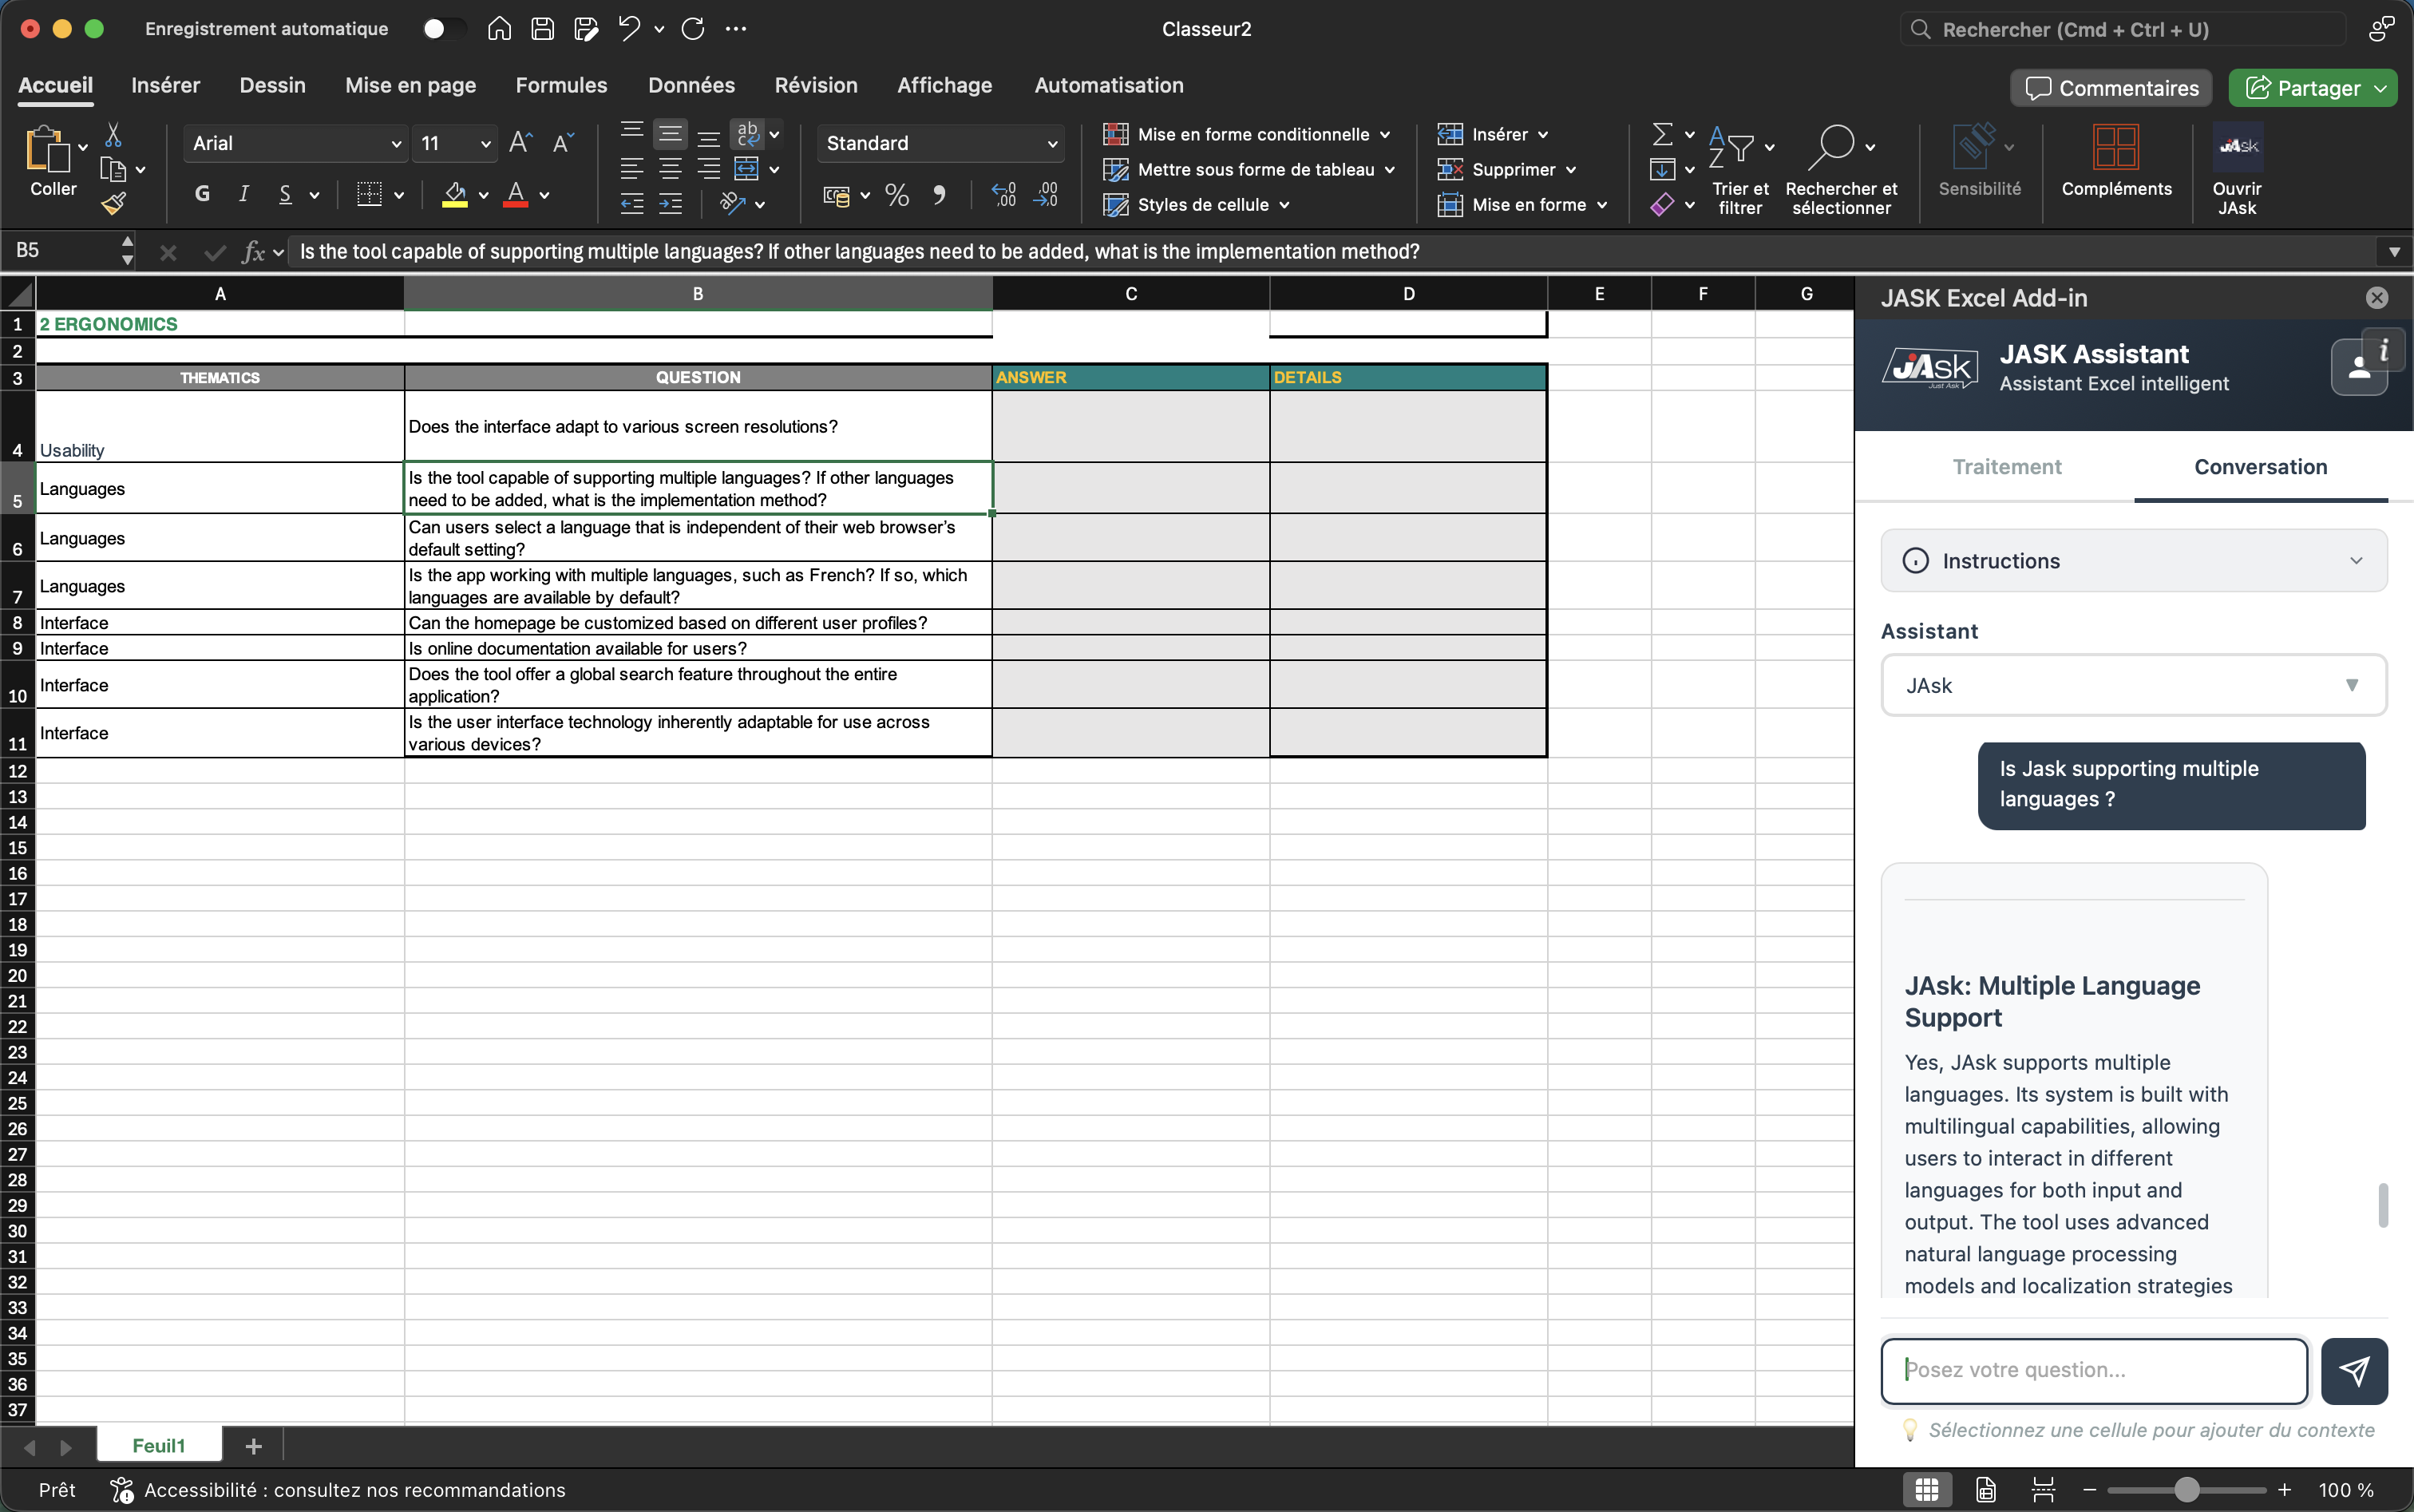 Enregistrement automatique
Classeur2
Rechercher (Cmd + Ctrl + U)
Accueil
Insérer
Dessin
Mise en page
Formules
Données
Révision
Affichage
Automatisation
Commentaires
Partager
Coller
Arial
11
G I S
Standard
Mise en forme conditionnelle
Mettre sous forme de tableau
Styles de cellule
Insérer
Supprimer
Mise en forme
Trier et
filtrer
Rechercher et
sélectionner
Sensibilité
Compléments
JAsk
Ouvrir
JAsk
B5
fx
Is the tool capable of supporting multiple languages? If other languages need to be added, what is the implementation method?
A B C D E F G
1 2 ERGONOMICS
2
3 THEMATICS QUESTION ANSWER DETAILS
4 Usability Does the interface adapt to various screen resolutions?
5 Languages Is the tool capable of supporting multiple languages? If other languages
need to be added, what is the implementation method?
6 Languages Can users select a language that is independent of their web browser's
default setting?
7 Languages Is the app working with multiple languages, such as French? If so, which
languages are available by default?
8 Interface Can the homepage be customized based on different user profiles?
9 Interface Is online documentation available for users?
10 Interface Does the tool offer a global search feature throughout the entire
application?
11 Interface Is the user interface technology inherently adaptable for use across
various devices?
12
13
14
15
16
17
18
19
20
21
22
23
24
25
26
27
28
29
30
31
32
33
34
35
36
37
JASK Excel Add-in
JAsk
Just Ask
JASK Assistant
Assistant Excel intelligent
Traitement
Conversation
Instructions
Assistant
JAsk
Is Jask supporting multiple
languages ?
JAsk: Multiple Language
Support
Yes, JAsk supports multiple
languages. Its system is built with
multilingual capabilities, allowing
users to interact in different
languages for both input and
output. The tool uses advanced
natural language processing
models and localization strategies
Posez votre question...
Sélectionnez une cellule pour ajouter du contexte
Feuil1
Prêt
Accessibilité : consultez nos recommandations
100 %